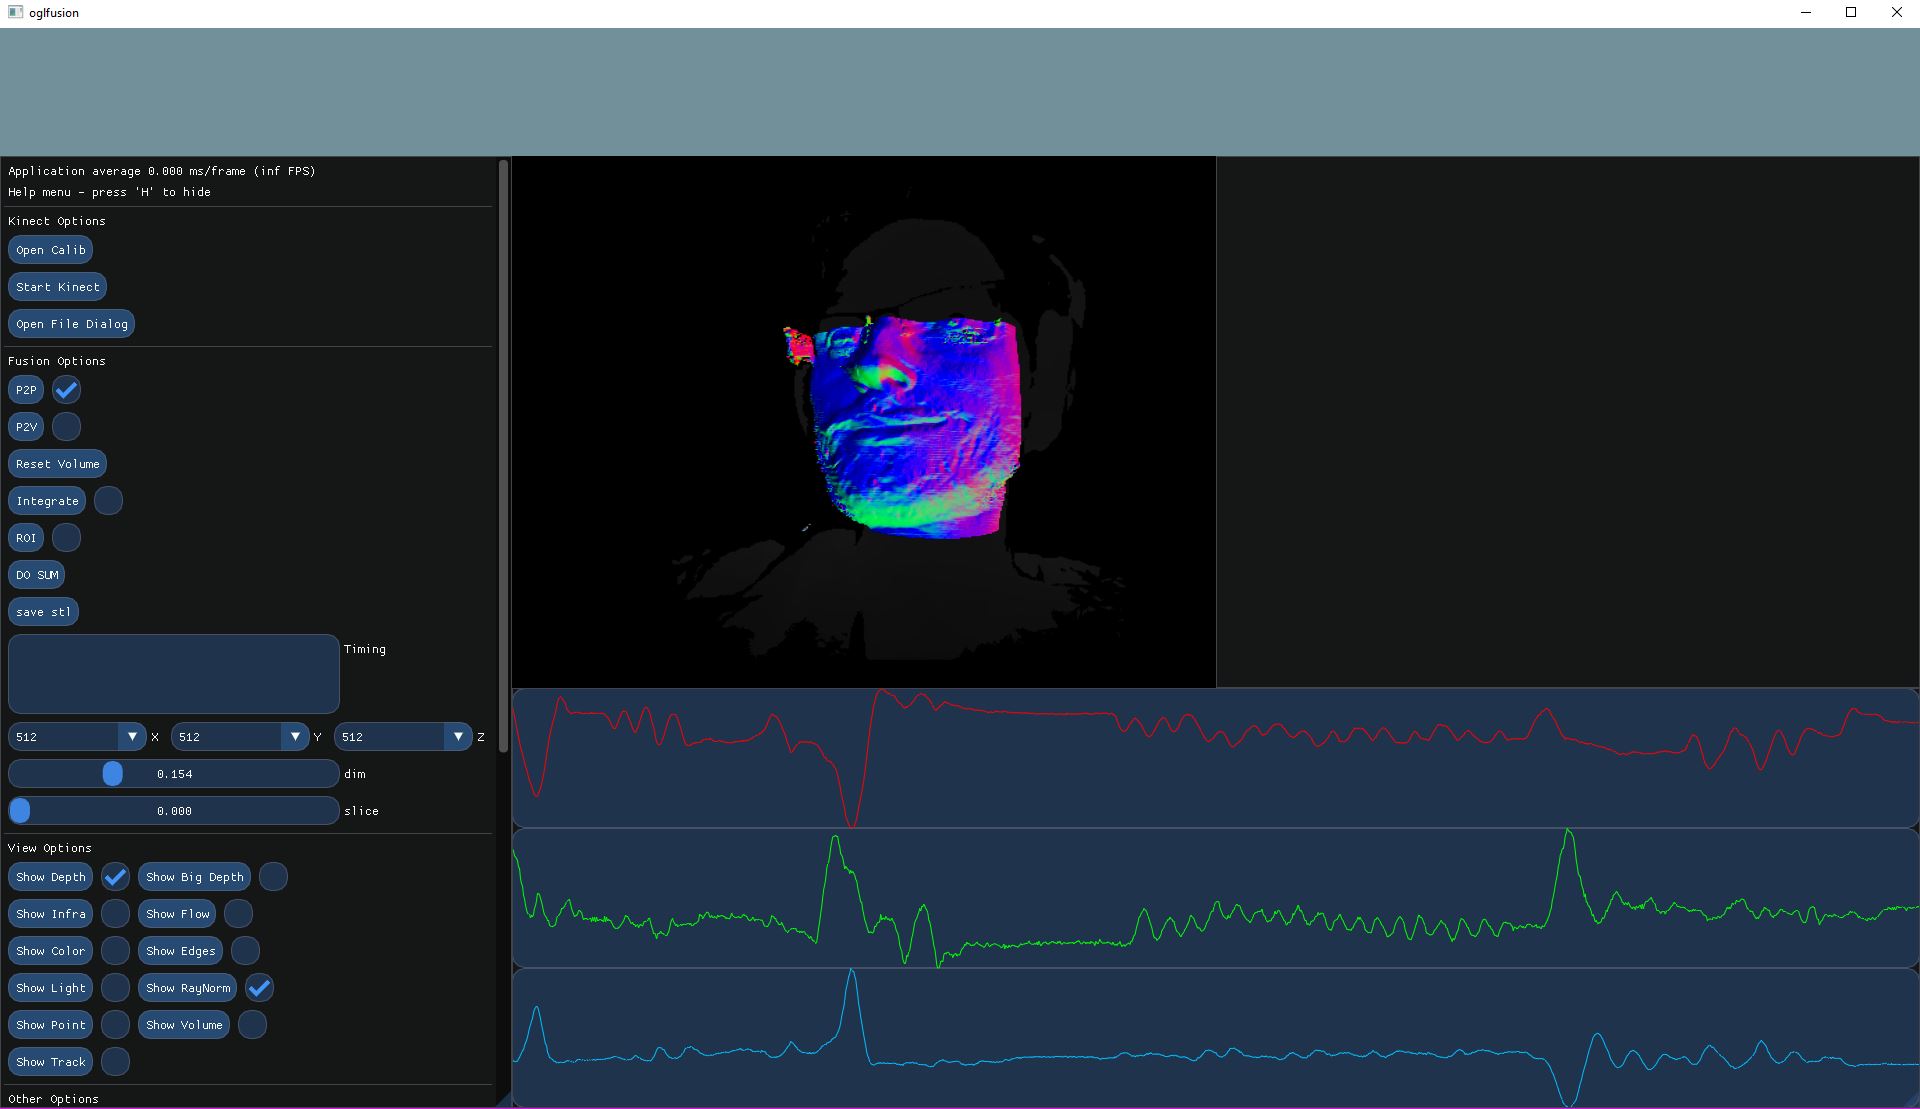 oglfusion
Application average 0.000 ms/frame (inf FPS)
Help menu - press 'H' to hide
Kinect Options
Open Calib
Start Kinect
Open File Dialog
Fusion Options
P2P
P2V
Reset Volume
Integrate
ROI
DO SUM
save stl
Timing
512 X 512 Y 512 Z
0.154 dim
0.000 slice
View Options
Show Depth Show Big Depth
Show Infra Show Flow
Show Color Show Edges
Show Light Show RayNorm
Show Point Show Volume
Show Track
Other Options